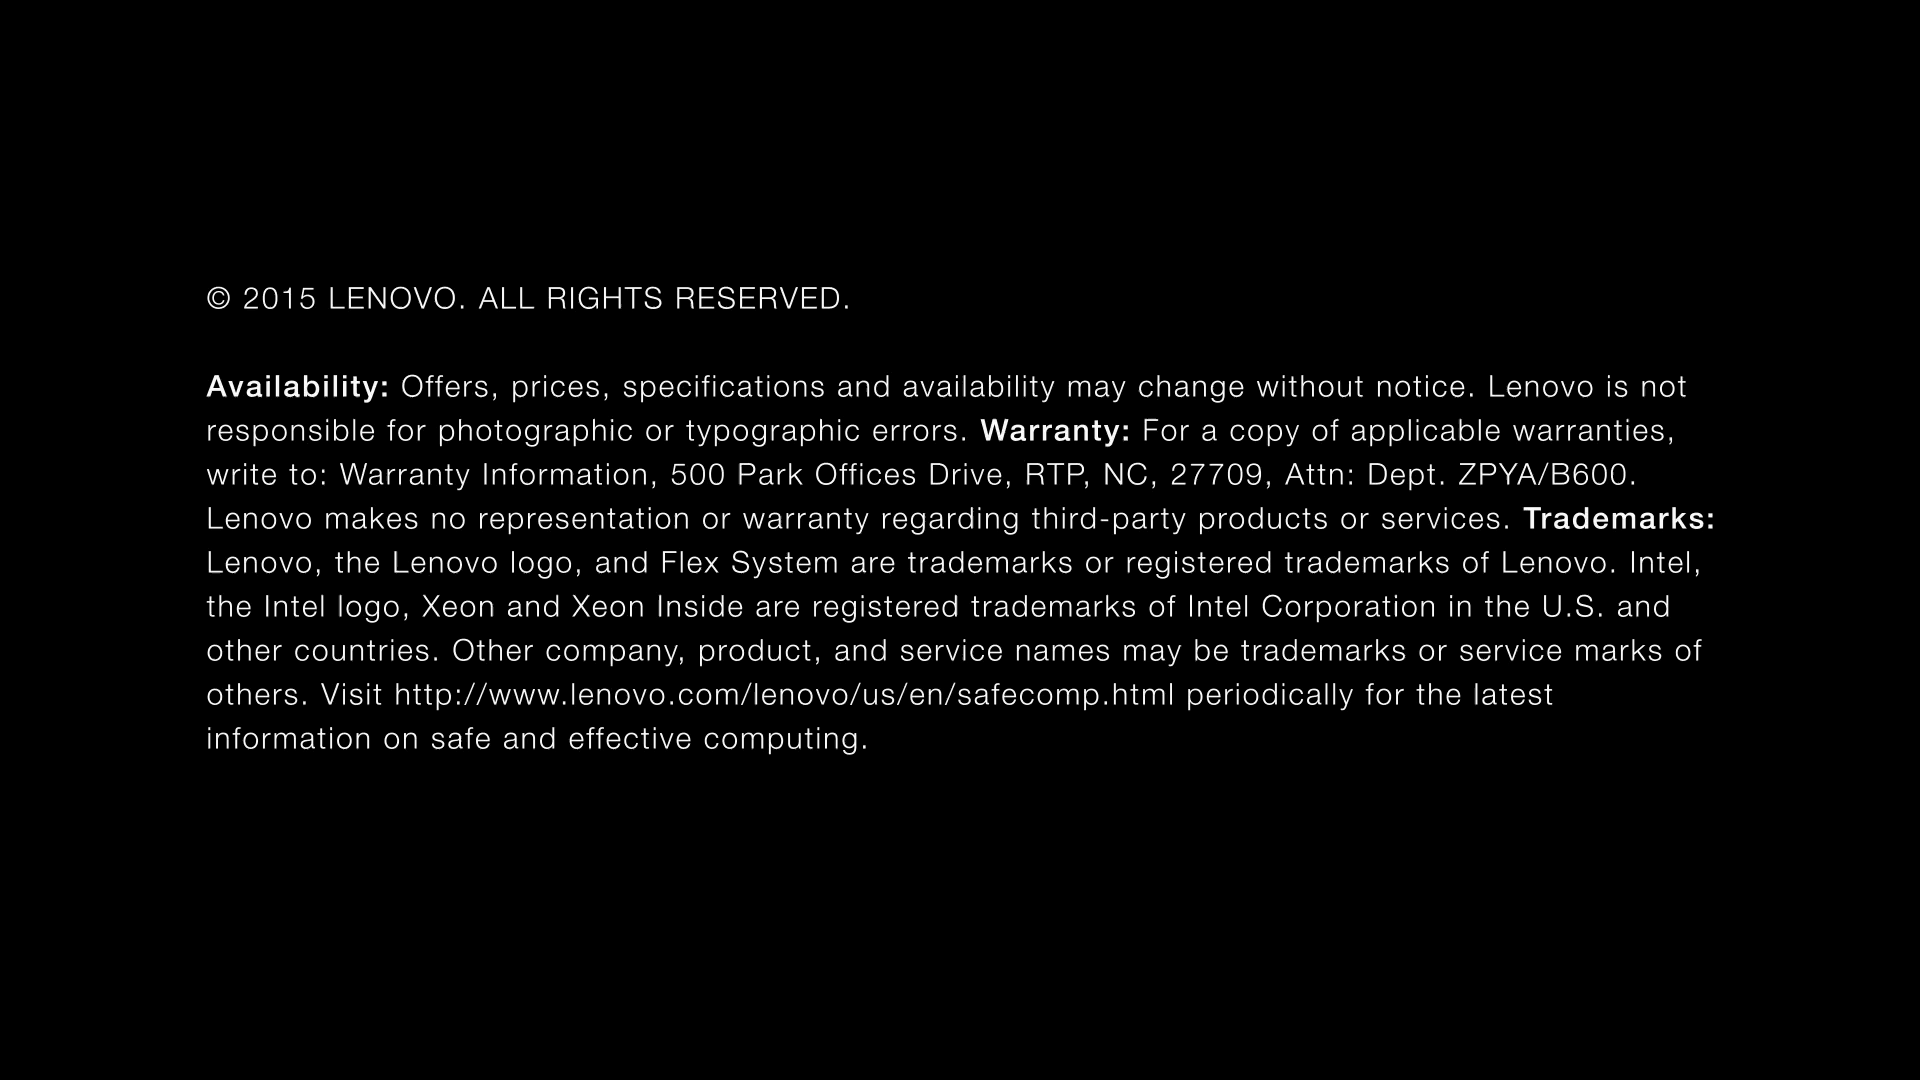 © 2015 LENOVO. ALL RIGHTS RESERVED.
Availability: Offers, prices, specifications and availability may change without notice. Lenovo is not
responsible for photographic or typographic errors. Warranty: For a copy of applicable warranties,
write to: Warranty Information, 500 Park Offices Drive, RTP, NC, 27709, Attn: Dept. ZPYA/B600.
Lenovo makes no representation or warranty regarding third-party products or services. Trademarks:
Lenovo, the Lenovo logo, and Flex System are trademarks or registered trademarks of Lenovo. Intel,
the Intel logo, Xeon and Xeon Inside are registered trademarks of Intel Corporation in the U.S. and
other countries. Other company, product, and service names may be trademarks or service marks of
others. Visit http://www.lenovo.com/lenovo/us/en/safecomp.html periodically for the latest
information on safe and effective computing.